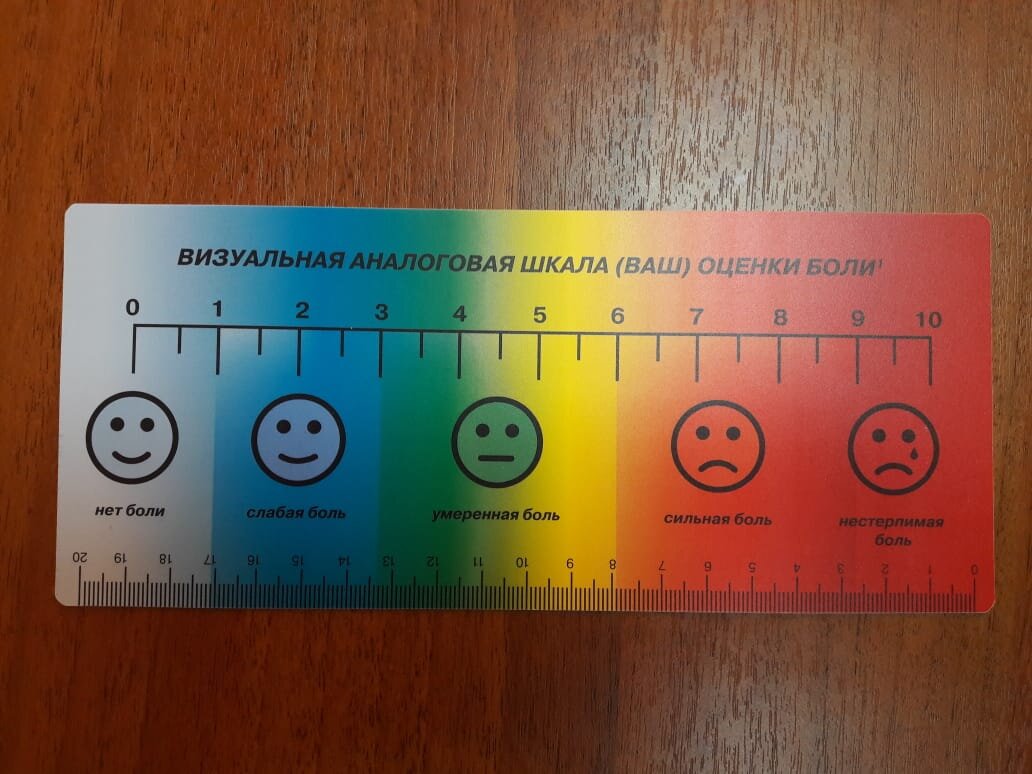 ВИЗУАЛЬНАЯ АНАЛОГОВАЯ ШКАЛА (ВАШ) ОЦЕНКИ БОЛИ¹
0 1 2 3 4 5 6 7 8 9 10
нет боли слабая боль умеренная боль сильная боль нестерпимая
боль
20 19 18 17 16 15 14 13 12 11 10 9 8 7 6 5 4 3 2 1 0